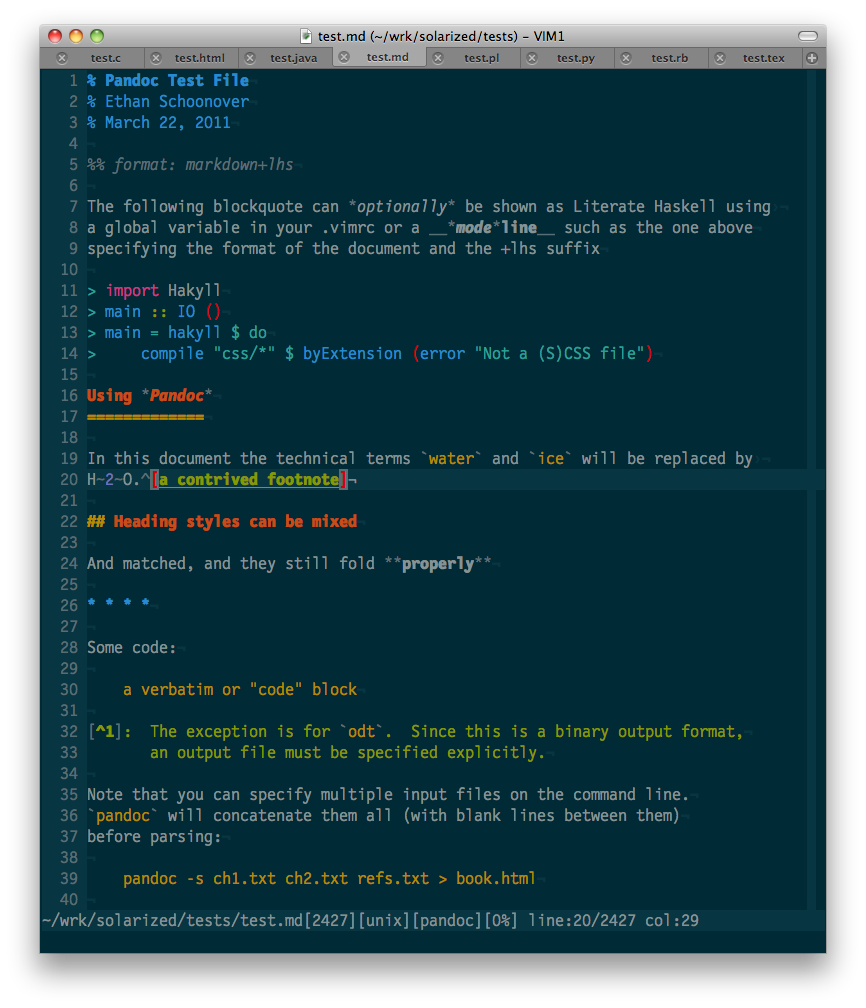 test.md (~/wrk/solarized/tests) – VIM1
test.c test.html test.java test.md test.pl test.py test.rb test.tex
1 % Pandoc Test File
2 % Ethan Schoonover
3 % March 22, 2011
4
5 %% format: markdown+lhs
6
7 The following blockquote can *optionally* be shown as Literate Haskell using
8 a global variable in your .vimrc or a __*mode*line__ such as the one above
9 specifying the format of the document and the +lhs suffix
10
11 > import Hakyll
12 > main :: IO ()
13 > main = hakyll $ do
14 >     compile "css/*" $ byExtension (error "Not a (S)CSS file")
15
16 Using *Pandoc*
17 =============
18
19 In this document the technical terms `water` and `ice` will be replaced by
20 H~2~O.^[a contrived footnote]¬
21
22 ## Heading styles can be mixed
23
24 And matched, and they still fold **properly**
25
26 * * * *
27
28 Some code:
29
30     a verbatim or "code" block
31
32 [^1]:  The exception is for `odt`.  Since this is a binary output format,
33        an output file must be specified explicitly.
34
35 Note that you can specify multiple input files on the command line.
36 `pandoc` will concatenate them all (with blank lines between them)
37 before parsing:
38
39     pandoc -s ch1.txt ch2.txt refs.txt > book.html
40
~/wrk/solarized/tests/test.md[2427][unix][pandoc][0%] line:20/2427 col:29